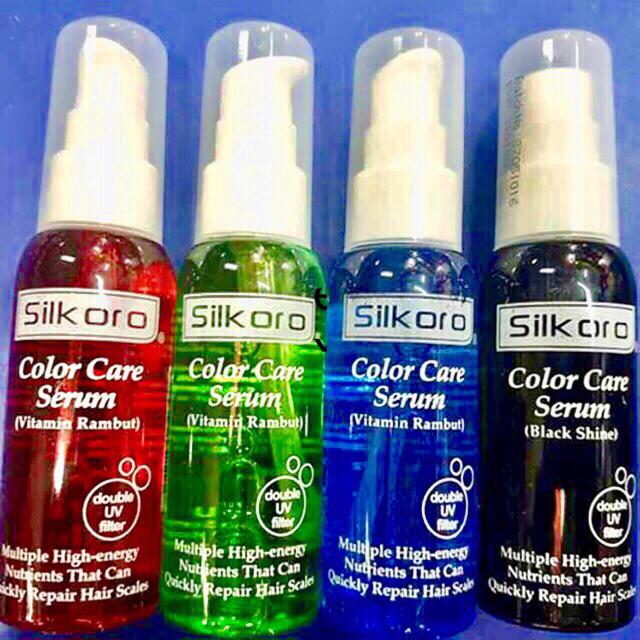 Silkoro
Color Care
Serum
(Vitamin Rambut)
double
UV
filter
Multiple High-energy
Nutrients That Can
Quickly Repair Hair Scales
Silkoro
Color Care
Serum
(Vitamin Rambut)
double
UV
filter
Multiple High-energy
Nutrients That Can
Quickly Repair Hair Scales
Silkoro
Color Care
Serum
(Vitamin Rambut)
double
UV
filter
Multiple High-energy
Nutrients That Can
Quickly Repair Hair Scales
Silkoro
Color Care
Serum
(Black Shine)
double
UV
filter
Multiple High-energy
Nutrients That Can
Quickly Repair Hair Scales